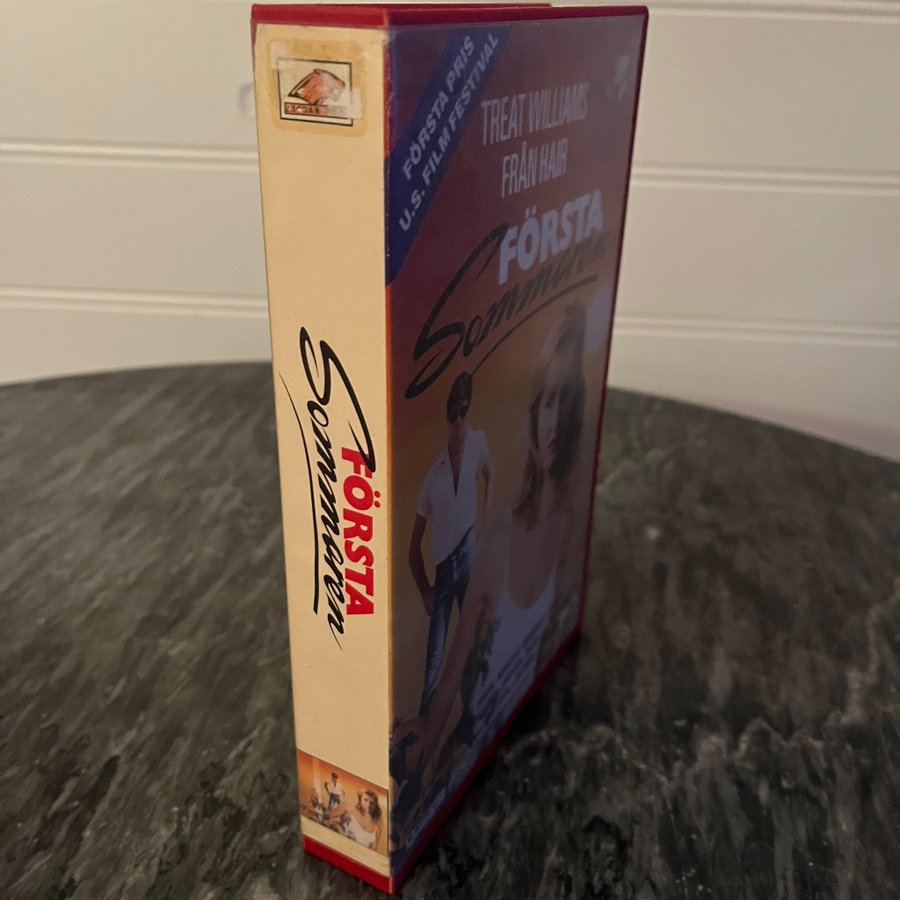 FÖRSTA
Sommaren
FÖRSTA PRIS
U.S. FILM FESTIVAL
TREAT WILLIAMS
FRÅN HAIR
FÖRSTA
Sommaren